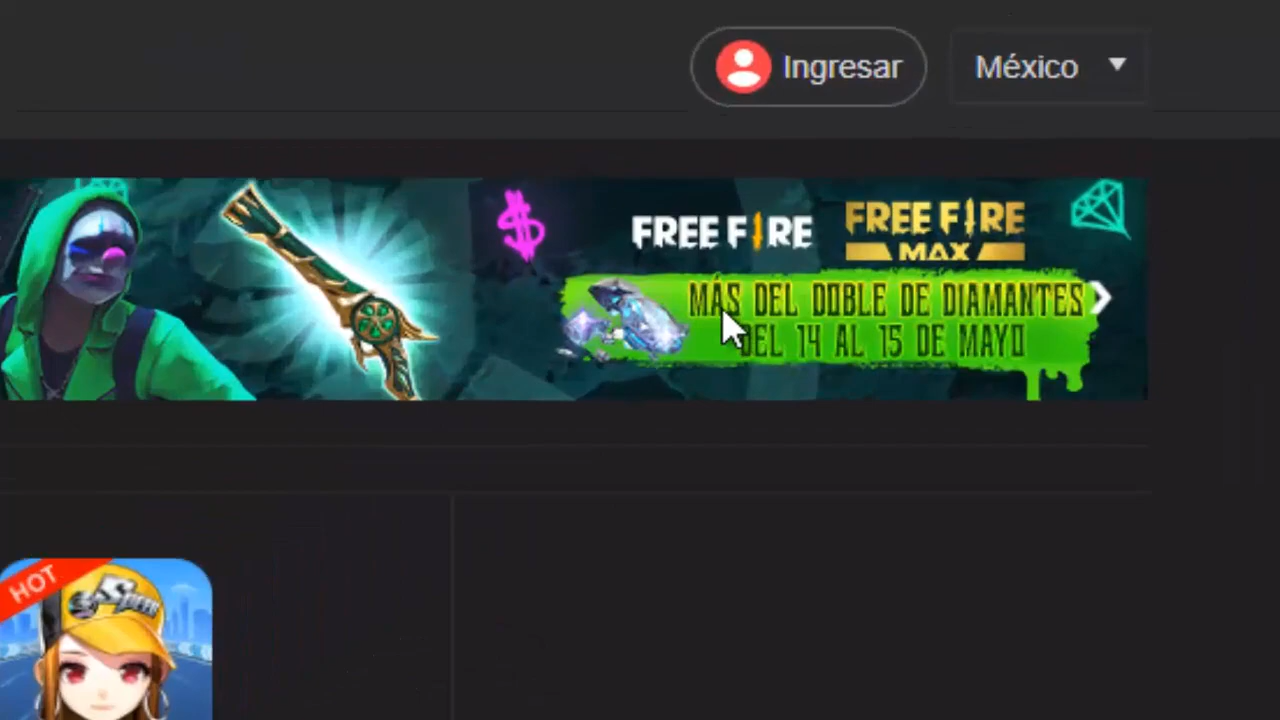 Ingresar
México
FREE FIRE
FREE FIRE
MAX
MÁS DEL DOBLE DE DIAMANTES
DEL 14 AL 15 DE MAYO
HOT
Speed